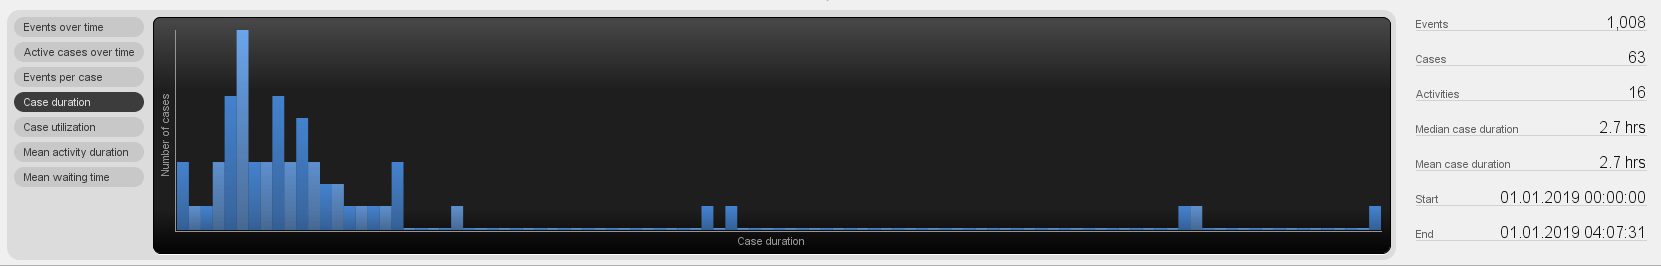 Events over time
Active cases over time
Events per case
Case duration
Case utilization
Mean activity duration
Mean waiting time
Number of cases
Case duration
Events 1,008
Cases 63
Activities 16
Median case duration 2.7 hrs
Mean case duration 2.7 hrs
Start 01.01.2019 00:00:00
End 01.01.2019 04:07:31